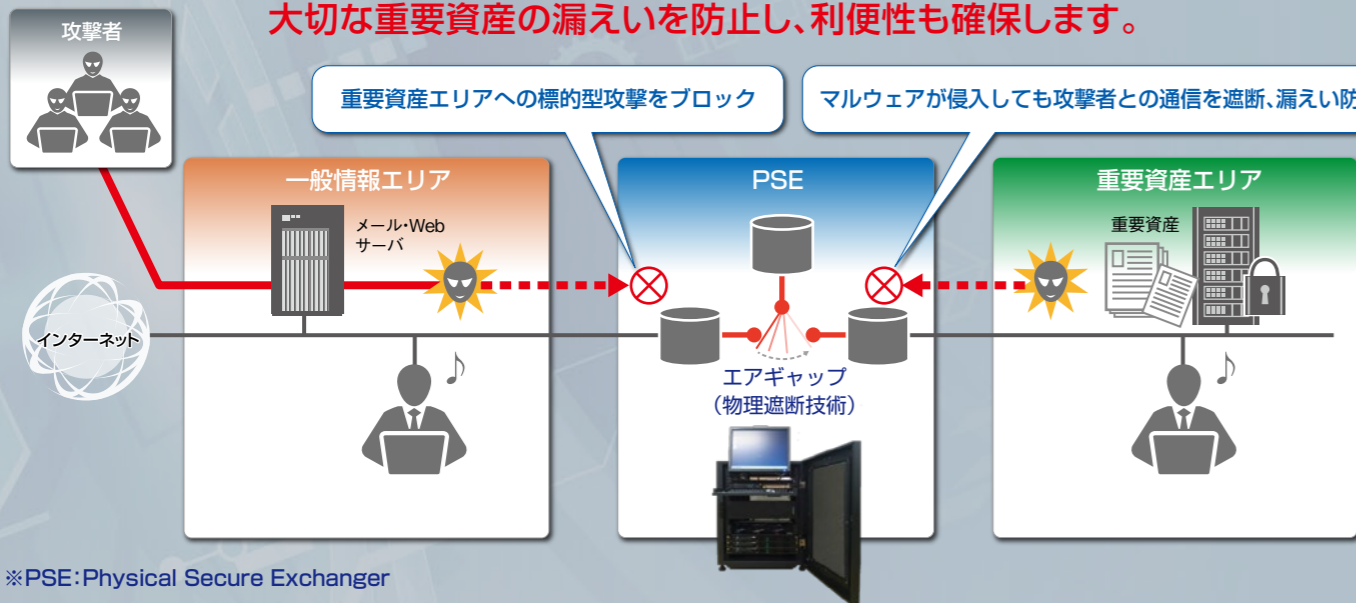 大切な重要資産の漏えいを防止し、利便性も確保します。
攻撃者
重要資産エリアへの標的型攻撃をブロック
マルウェアが侵入しても攻撃者との通信を遮断、漏えい防
一般情報エリア
PSE
重要資産エリア
メール・Web
サーバ
重要資産
インターネット
エアギャップ
（物理遮断技術）
※PSE：Physical Secure Exchanger